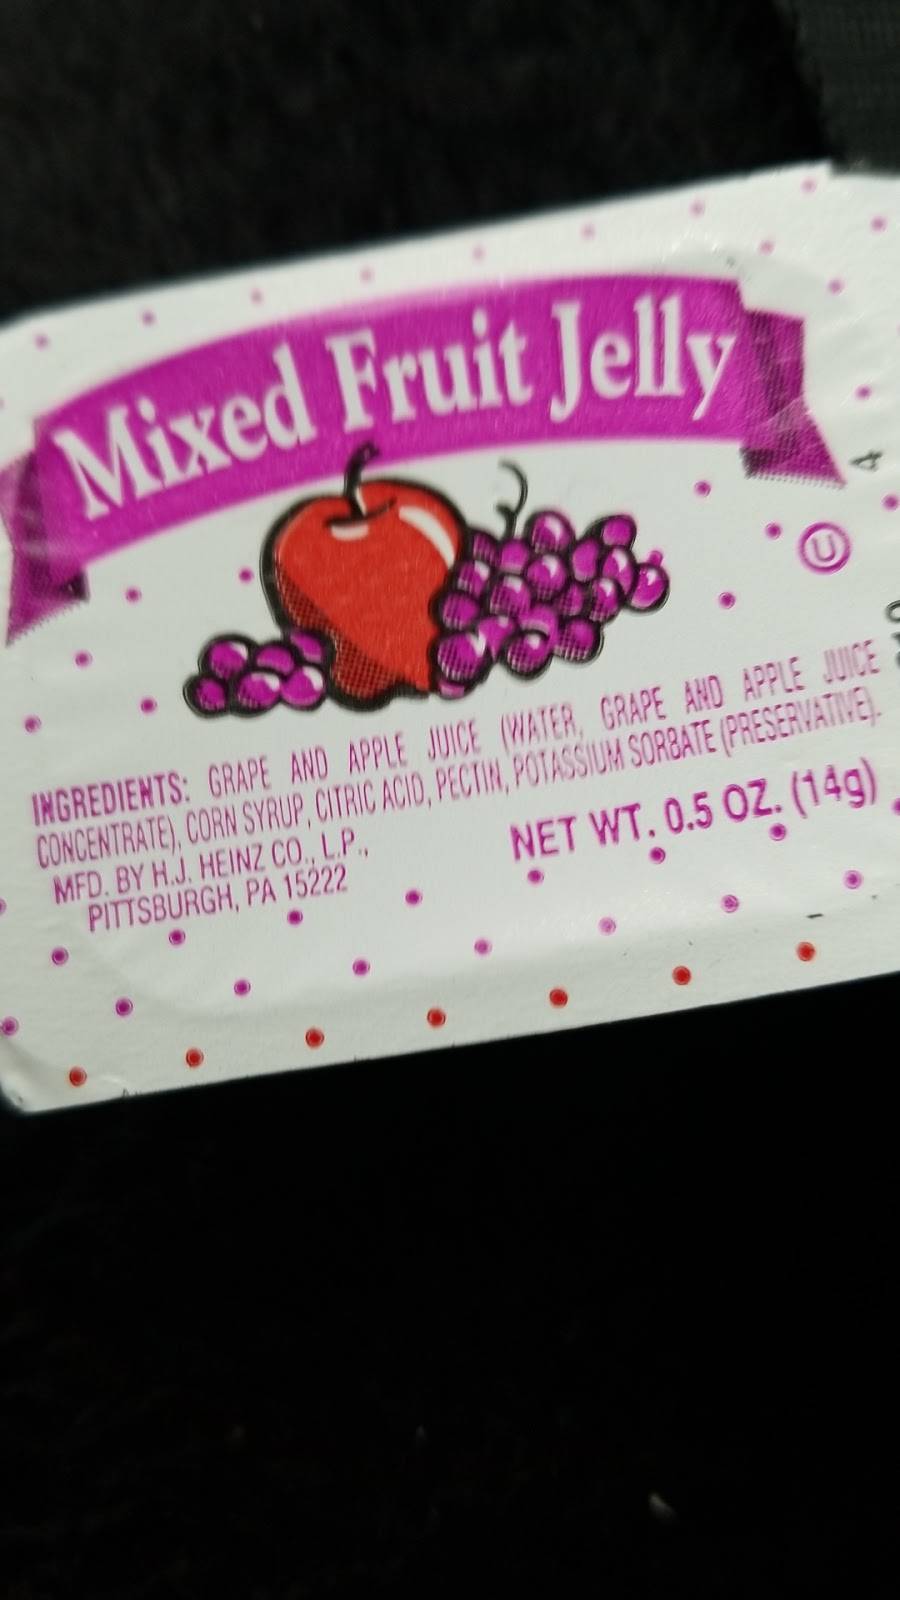 Mixed Fruit Jelly
4
U
INGREDIENTS: GRAPE AND APPLE JUICE (WATER, GRAPE AND APPLE JUICE
CONCENTRATE), CORN SYRUP, CITRIC ACID, PECTIN, POTASSIUM SORBATE (PRESERVATIVE).
MFD. BY H.J. HEINZ CO., L.P.,
PITTSBURGH, PA 15222
NET WT. 0.5 OZ. (14g)